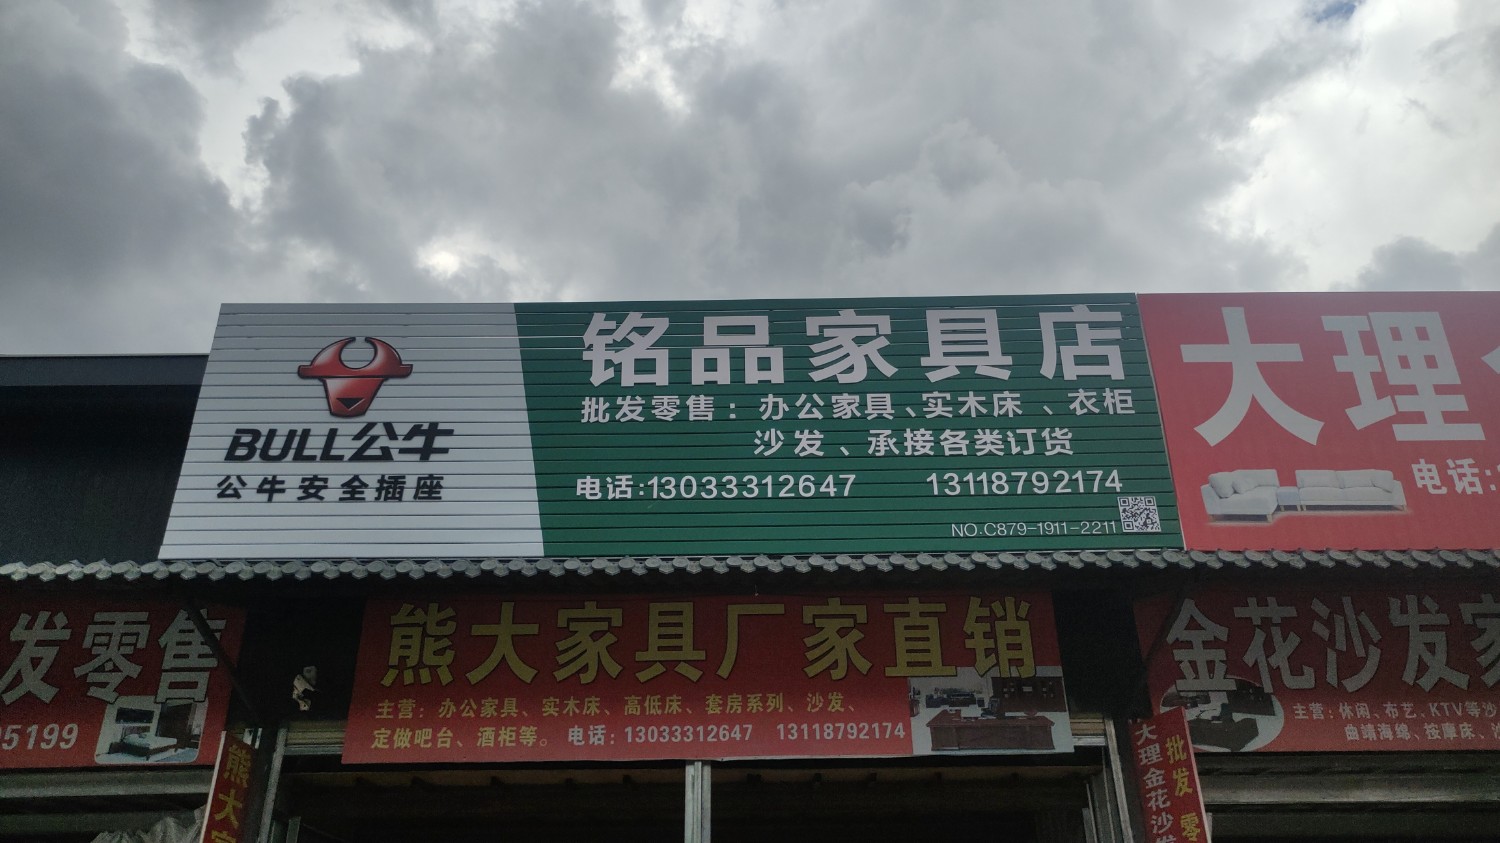 BULL公牛
公牛安全插座
铭品家具店
批发零售：办公家具、实木床 、衣柜
沙发、承接各类订货
电话:13033312647 13118792174
NO.C879-1911-2211
大理
电话:
发零售
95199
熊大家具厂家直销
主营：办公家具、实木床、高低床、套房系列、沙发、
定做吧台、酒柜等。 电话：13033312647 13118792174
金花沙发家
主营：休闲、布艺、KTV等沙
曲靖海绵、按摩床、沙
熊大家
大理金花沙发
批发零